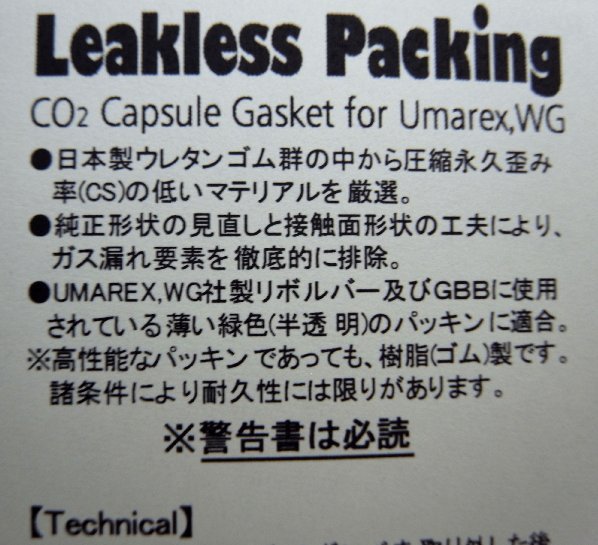 Leakless Packing
CO2 Capsule Gasket for Umarex,WG
●日本製ウレタンゴム群の中から圧縮永久歪み
率(CS)の低いマテリアルを厳選。
●純正形状の見直しと接触面形状の工夫により、
ガス漏れ要素を徹底的に排除。
●UMAREX,WG社製リボルバー及びGBBに使用
されている薄い緑色(半透 明)のパッキンに適合。
※高性能なパッキンであっても、樹脂(ゴム)製です。
諸条件により耐久性には限りがあります。
※警告書は必読
【Technical】
取り外した後